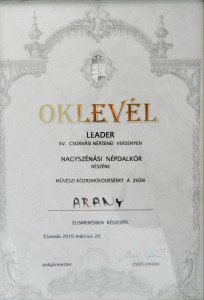 OKLEVÉL
LEADER
XV. CSORVÁSI NÉPZENEI VERSENYEN
NAGYSZÉNÁSI NÉPDALKÖR
RÉSZÉRE
MŰVÉSZI KÖZREMŰKÖDÉSÉÉRT A ZSŰRI
ARANY
ELISMERÉSBEN RÉSZESÍTI.
Csorvás 2010 március 20.
polgármester zsűri elnöke